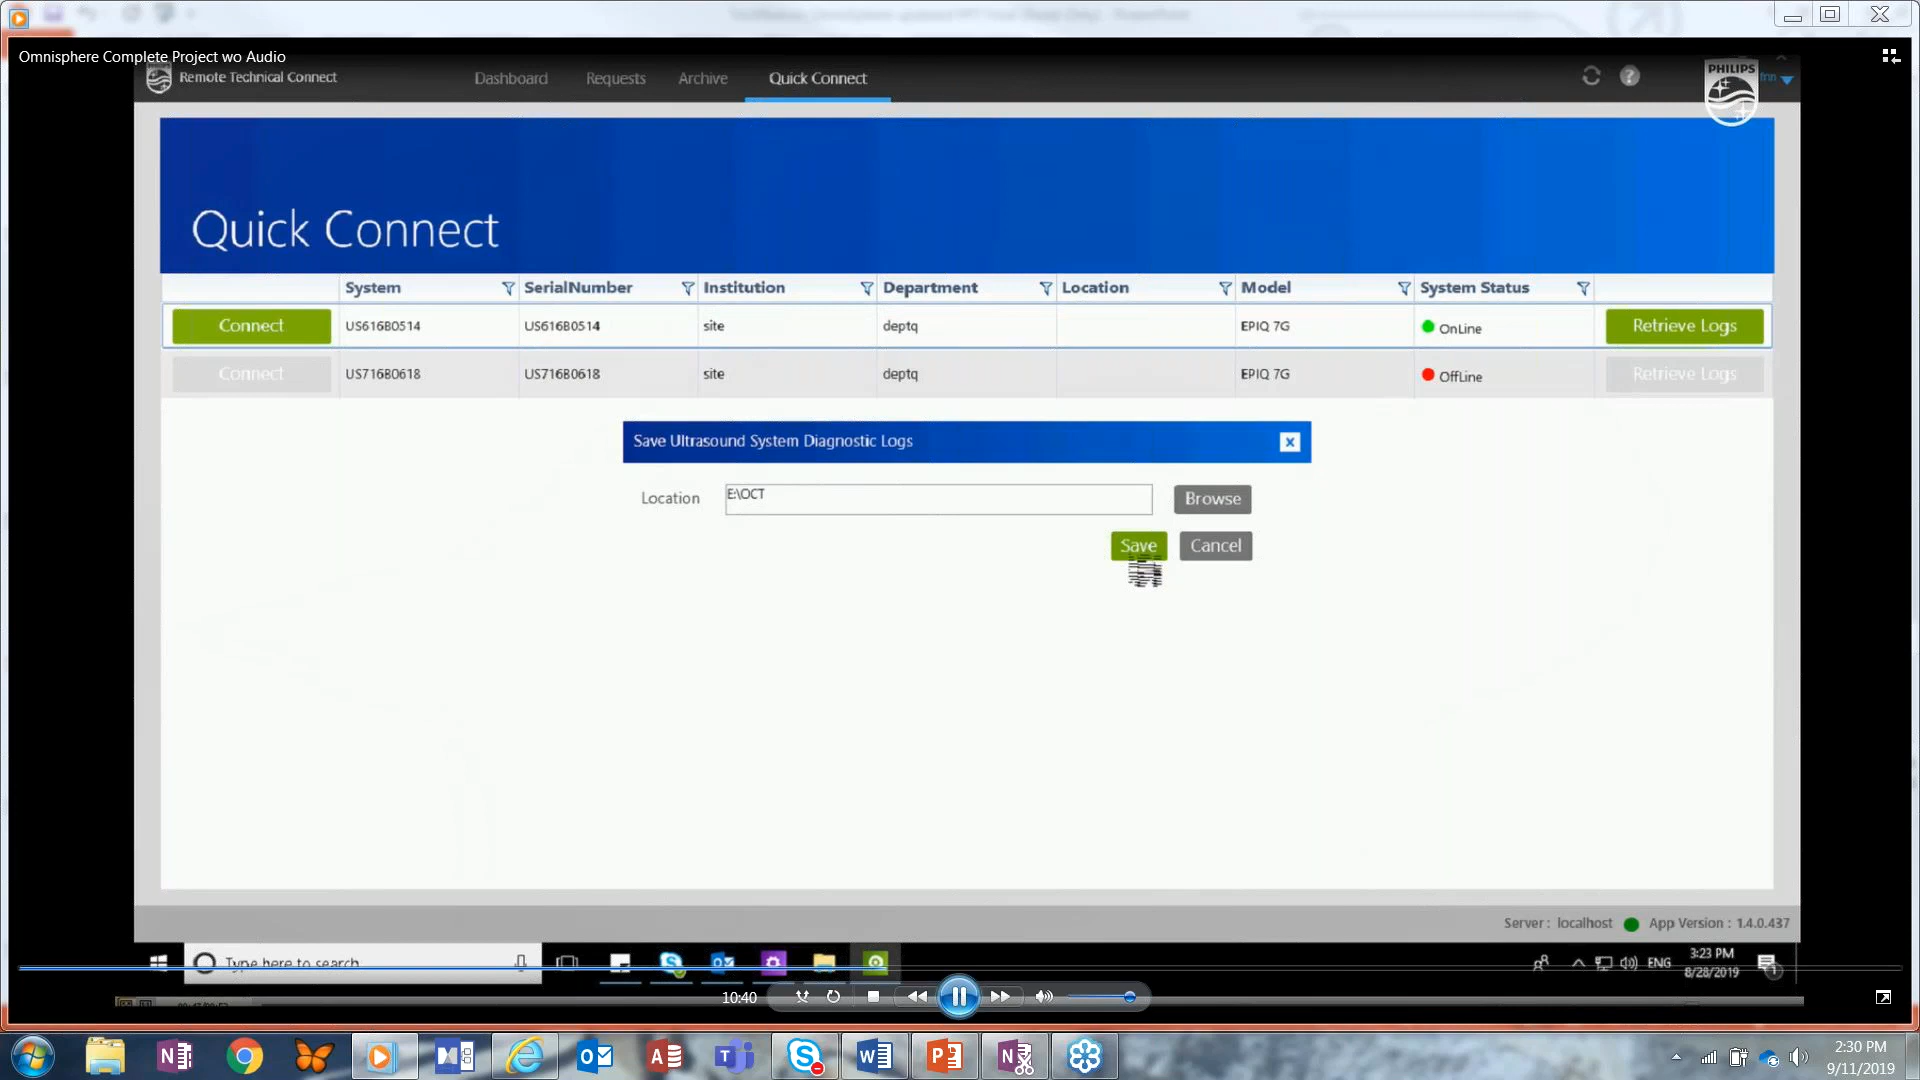 Omnisphere Complete Project wo Audio
Remote Technical Connect
Dashboard
Requests
Archive
Quick Connect
PHILIPS
Quick Connect
System
SerialNumber
Institution
Department
Location
Model
System Status
Connect
US616B0514
US616B0514
site
deptq
EPIQ 7G
OnLine
Retrieve Logs
Connect
US716B0618
US716B0618
site
deptq
EPIQ 7G
OffLine
Retrieve Logs
Save Ultrasound System Diagnostic Logs
Location
E:\OCT
Browse
Save
Cancel
Server : localhost
App Version : 1.4.0.437
Type here to search
ENG
3:23 PM
8/28/2019
10:40
2:30 PM
9/11/2019